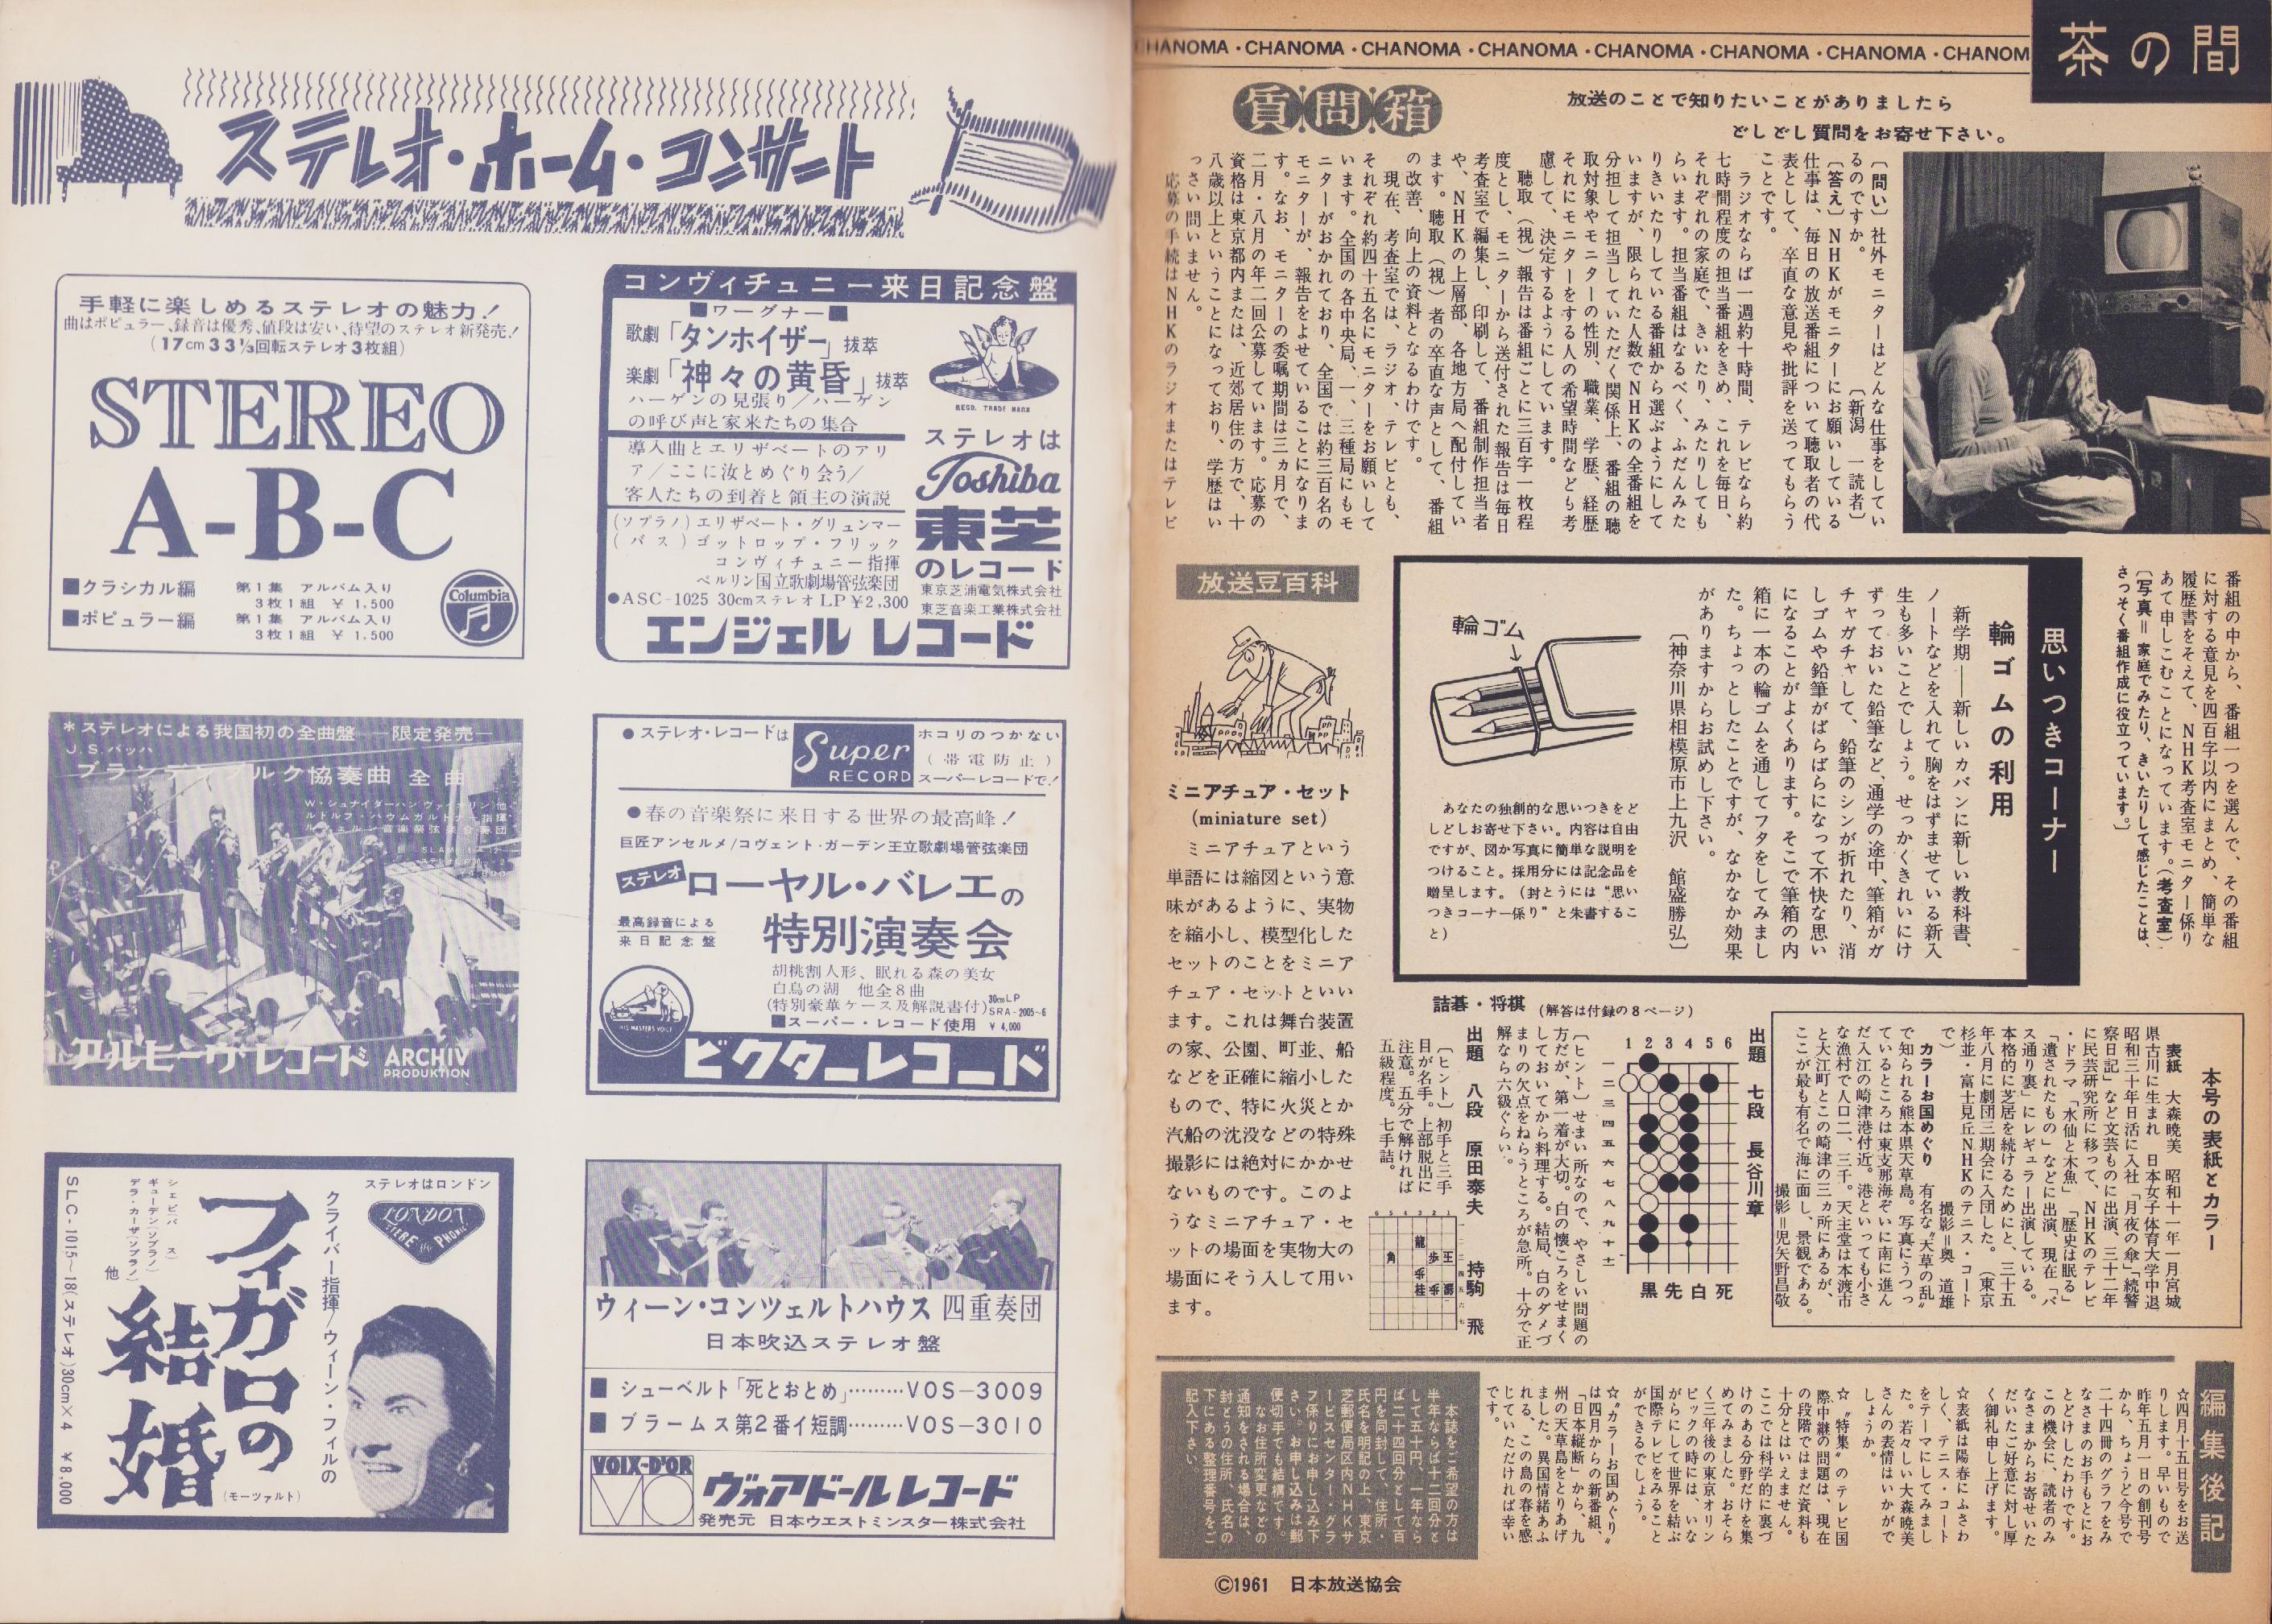 茶の間
CHANOMA・CHANOMA・CHANOMA・CHANOMA・CHANOMA・CHANOMA・CHANOMA・CHANOM
質問箱
放送のことで知りたいことがありましたら
どしどし質問をお寄せ下さい。
〔問い〕社外モニターはどんな仕事をしてい
るのですか。　〔新潟　一読者〕
〔答え〕NHKがモニターにお願いしている
仕事は、毎日の放送番組について聴取者の代
表として、卒直な意見や批評を送ってもらう
ことです。
ラジオならば一週約十時間、テレビなら約
七時間程度の担当番組をきめ、これを毎日、
それぞれの家庭で、きいたり、みたりしても
らいます。担当番組はなるべく、ふだんみた
りきいたりしている番組から選ぶようにして
いますが、限られた人数でNHKの全番組を
分担して担当していただく関係上、番組の聴
取対象やモニターの性別、職業、学歴、経歴
それにモニターをする人の希望時間なども考
慮して、決定するようにしています。
聴取（視）報告は番組ごとに三百字一枚程
度とし、モニターから送付された報告は毎日
考査室で編集し、印刷して、番組制作担当者
や、NHKの上層部、各地方局へ配付してい
ます。聴取（視）者の卒直な声として、番組
の改善、向上の資料となるわけです。
現在、考査室では、ラジオ、テレビとも、
それぞれ約四十五名にモニターをお願いして
います。全国の各中央局、一、三種局にもモ
ニターがおかれており、全国では約三百名の
モニターが、報告をよせていることになりま
す。なお、モニターの委嘱期間は三ヵ月で、
二月・八月の年二回公募しています。応募の
資格は東京都内または、近郊居住の方で、十
八歳以上ということになっており、学歴はい
っさい問いません。
応募の手続はNHKのラジオまたはテレビ
番組の中から、番組一つを選んで、その番組
に対する意見を四百字以内にまとめ、簡単な
履歴書をそえて、NHK考査室モニター係り
あて申しこむことになっています。（考査室）
〔写真＝家庭でみたり、きいたりして感じたことは、
さっそく番組作成に役立っています。〕
思いつきコーナー
輪ゴムの利用
新学期――新しいカバンに新しい教科書、
ノートなどを入れて胸をはずませている新入
生も多いことでしょう。せっかくきれいにけ
ずっておいた鉛筆など、通学の途中、筆箱がガ
チャガチャして、鉛筆のシンが折れたり、消
しゴムや鉛筆がばらばらになって不快な思い
になることがよくあります。そこで筆箱の内
箱に一本の輪ゴムを通してフタをしてみまし
た。ちょっとしたことですが、なかなか効果
がありますからお試めし下さい。
〔神奈川県相模原市上九沢　館盛勝弘〕
輪ゴム
あなたの独創的な思いつきをど
しどしお寄せ下さい。内容は自由
ですが、図か写真に簡単な説明を
つけること。採用分には記念品を
贈呈します。（封とうには“思い
つきコーナー係り”と朱書するこ
と）
放送豆百科
ミニアチュア・セット
(miniature set)
ミニアチュアという
単語には縮図という意
味があるように、実物
を縮小し、模型化した
セットのことをミニア
チュア・セットといい
ます。これは舞台装置
の家、公園、町並、船
などを正確に縮小した
もので、特に火災とか
汽船の沈没などの特殊
撮影には絶対にかかせ
ないものです。このよ
うなミニアチュア・セ
ットの場面を実物大の
場面にそう入して用い
ます。
本号の表紙とカラー
表紙　大森暁美　昭和十一年一月宮城
県古川に生まれ　日本女子体育大学中退
昭和三十年日活に入社「月夜の傘」「続警
察日記」など文芸ものに出演、三十二年
に民芸研究所に移って、NHKのテレビ
・ドラマ「水仙と木魚」「歴史は眠る」
「遺されたもの」などに出演、現在「バ
ス通り裏」にレギュラー出演している。
本格的に芝居を続けるためにと、三十五
年八月に劇団三期会に入団した。（東京
杉並・富士見丘NHKのテニス・コート
で）　撮影＝奥　道雄
カラーお国めぐり　有名な“天草の乱”
で知られる熊本県天草島。写真にうつっ
ているところは東支那海ぞいに南に進ん
だ入江の崎津港付近。港といっても小さ
な漁村で人口二、三千。天主堂は本渡市
と大江町とこの崎津の三ヵ所にあるが、
ここが最も有名で海に面し、景観である。
撮影＝児矢野昌敬
詰碁・将棋（解答は付録の8ページ）
出題　七段　長谷川章
1 2 3 4 5 6
一二三四五六七八九十十一
黒先白死
〔ヒント〕せまい所なので、やさしい問題の
方だが、第一着が大切。白の懐ころをせまく
しておいてから料理する。結局、白のダメづ
まりの欠点をねらうところが急所。十分で正
解なら六級ぐらい。
出題　八段　原田泰夫　持駒　飛
〔ヒント〕初手と三手
目が名手。上部脱出に
注意。五分で解ければ
五級程度。七手詰。
編集後記
☆四月十五日号をお送
りします。早いもので
昨年五月一日の創刊号
から、ちょうど今号で
二十四冊のグラフをみ
なさまのお手もとにお
とどけしたわけです。
この機会に、読者のみ
なさまからお寄せいた
だいたご好意に対し厚
く御礼申し上げます。
☆表紙は陽春にふさわ
しく、テニス・コート
をテーマにしてみまし
た。若々しい大森暁美
さんの表情はいかがで
しょうか。
☆“特集”のテレビ国
際中継の問題は、現在
の段階ではまだ資料も
十分とはいえません。
ここでは科学的に裏づ
けのある分野だけを集
めてみました。おそら
く三年後の東京オリン
ピックの時には、いな
がらにして世界を結ぶ
国際テレビをみること
ができるでしょう。
☆“カラーお国めぐり”
は四月からの新番組、
「日本縦断」から、九
州の天草島をとりあげ
ました。異国情緒あふ
れる、この島の春を感
じていただければ幸い
です。
本誌をご希望の方は
半年ならば十二回分と
して五十円、一年なら
ば二十四回分として百
円を同封して、住所・
氏名を明記の上、東京
芝郵便局区内NHKサ
ービスセンター・グラ
フ係りにお申し込み下
さい。お申し込みは郵
便切手でも結構です。
なお住所変更などの
通知をされる場合は、
封とうの住所、氏名の
下にある整理番号をご
記入下さい。
©1961　日本放送協会
ステレオ・ホーム・コンサート
手軽に楽しめるステレオの魅力！
曲はポピュラー、録音は優秀、値段は安い、待望のステレオ新発売！
（17cm 33⅓回転ステレオ3枚組）
STEREO
A-B-C
■クラシカル編　第1集　アルバム入り
3枚1組　￥1,500
■ポピュラー編　第1集　アルバム入り
3枚1組　￥1,500
Columbia
コンヴィチュニー来日記念盤
■ワーグナー■
歌劇「タンホイザー」抜萃
楽劇「神々の黄昏」抜萃
ハーゲンの見張り／ハーゲン
の呼び声と家来たちの集合
導入曲とエリザベートのアリ
ア／ここに汝とめぐり会う／
客人たちの到着と領主の演説
（ソプラノ）エリザベート・グリュンマー
（バス）ゴットロップ・フリック
コンヴィチュニー指揮
ベルリン国立歌劇場管弦楽団
●ASC-1025 30cmステレオLP￥2,300
REGD. TRADE MARK
ステレオは
Toshiba
東芝
のレコード
東京芝浦電気株式会社
東芝音楽工業株式会社
エンジェル レコード
＊ステレオによる我国初の全曲盤―限定発売―
J.S.バッハ
ブランデンブルク協奏曲 全曲
アルヒーヴ レコード
ARCHIV
PRODUKTION
●ステレオ・レコードは
Super
RECORD
ホコリのつかない
（帯電防止）
スーパーレコードで！
●春の音楽祭に来日する世界の最高峰！
巨匠アンセルメ／コヴェント・ガーデン王立歌劇場管弦楽団
ステレオ
ローヤル・バレエの
特別演奏会
最高録音による
来日記念盤
胡桃割人形、眠れる森の美女
白鳥の湖　他全8曲
（特別豪華ケース及解説書付）
30cmLP
SRA-2005~6
￥4,000
■スーパー・レコード使用
HIS MASTERS VOICE
ビクターレコード
ステレオはロンドン
LONDON
STEREO PHONIC
クライバー指揮／ウィーン・フィルの
フィガロの
結婚
（モーツァルト）
シェピ（バス）
ギューデン（ソプラノ）
デラ・カーザ（ソプラノ）
他
SLC-1015~18（ステレオ）30cm×4　￥8,000
ウィーン・コンツェルトハウス四重奏団
日本吹込ステレオ盤
■シューベルト「死とおとめ」………VOS-3009
■ブラームス第2番イ短調………VOS-3010
VOIX-D'OR
VO
ヴォアドールレコード
発売元　日本ウエストミンスター株式会社